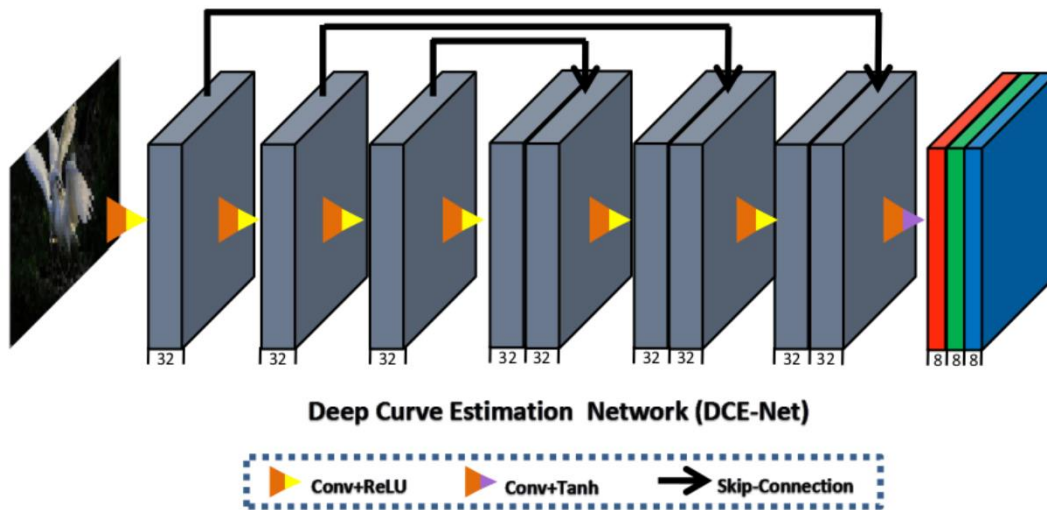 32 32 32 32 32 32 32 32 32 8 8 8
Deep Curve Estimation Network (DCE-Net)
Conv+ReLU Conv+Tanh Skip-Connection